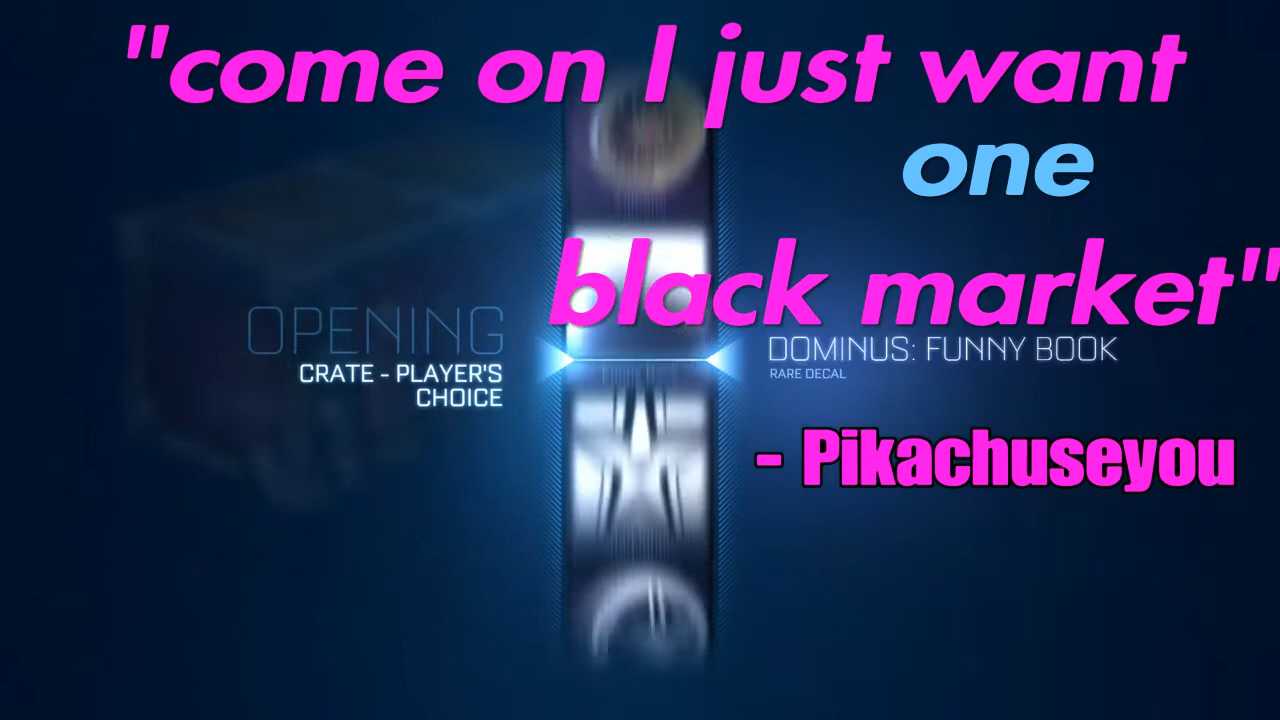 "come on I just want
one
black market"
OPENING
CRATE - PLAYER'S
CHOICE
DOMINUS: FUNNY BOOK
RARE DECAL
- Pikachuseyou